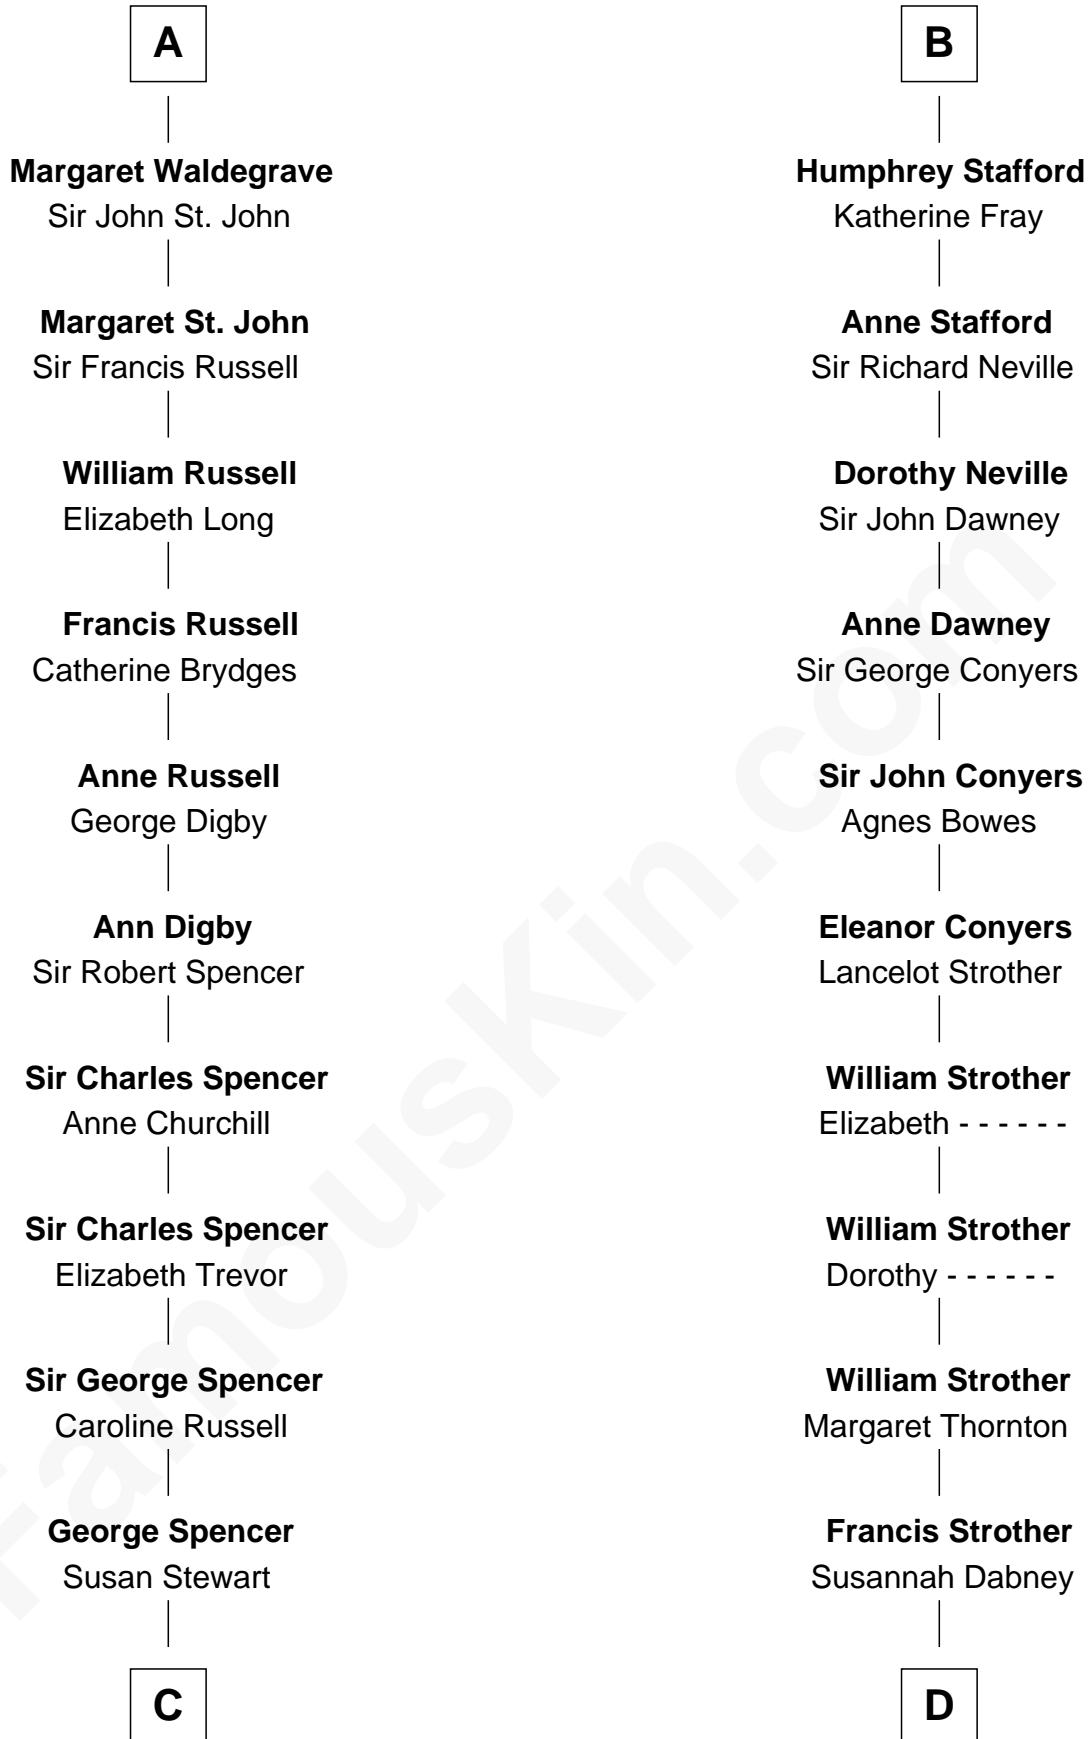 A
Margaret Waldegrave
Sir John St. John
Margaret St. John
Sir Francis Russell
William Russell
Elizabeth Long
Francis Russell
Catherine Brydges
Anne Russell
George Digby
Ann Digby
Sir Robert Spencer
Sir Charles Spencer
Anne Churchill
Sir Charles Spencer
Elizabeth Trevor
Sir George Spencer
Caroline Russell
George Spencer
Susan Stewart
C
B
Humphrey Stafford
Katherine Fray
Anne Stafford
Sir Richard Neville
Dorothy Neville
Sir John Dawney
Anne Dawney
Sir George Conyers
Sir John Conyers
Agnes Bowes
Eleanor Conyers
Lancelot Strother
William Strother
Elizabeth - - - - - -
William Strother
Dorothy - - - - - -
William Strother
Margaret Thornton
Francis Strother
Susannah Dabney
D
FamousKin.com